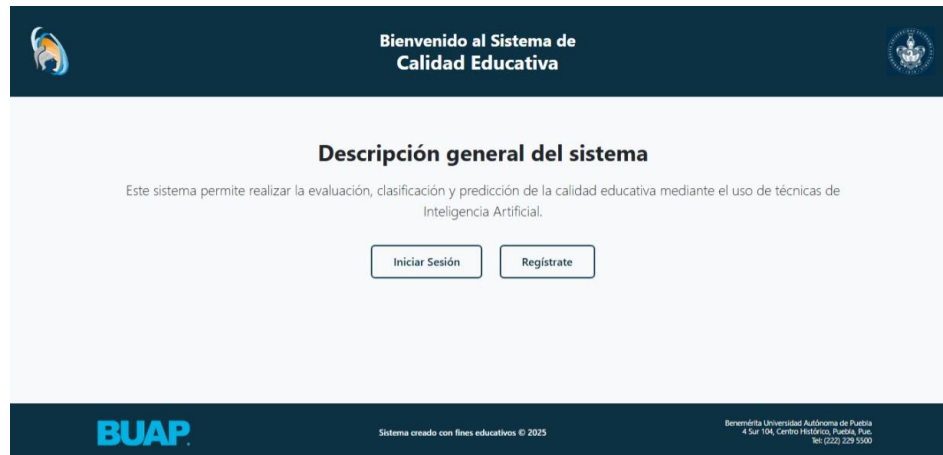 Bienvenido al Sistema de
Calidad Educativa
Descripción general del sistema
Este sistema permite realizar la evaluación, clasificación y predicción de la calidad educativa mediante el uso de técnicas de
Inteligencia Artificial.
Iniciar Sesión
Regístrate
BUAP.
Sistema creado con fines educativos © 2025
Benemérita Universidad Autónoma de Puebla
4 Sur 104, Centro Histórico, Puebla, Pue.
Tel: (222) 229 5500